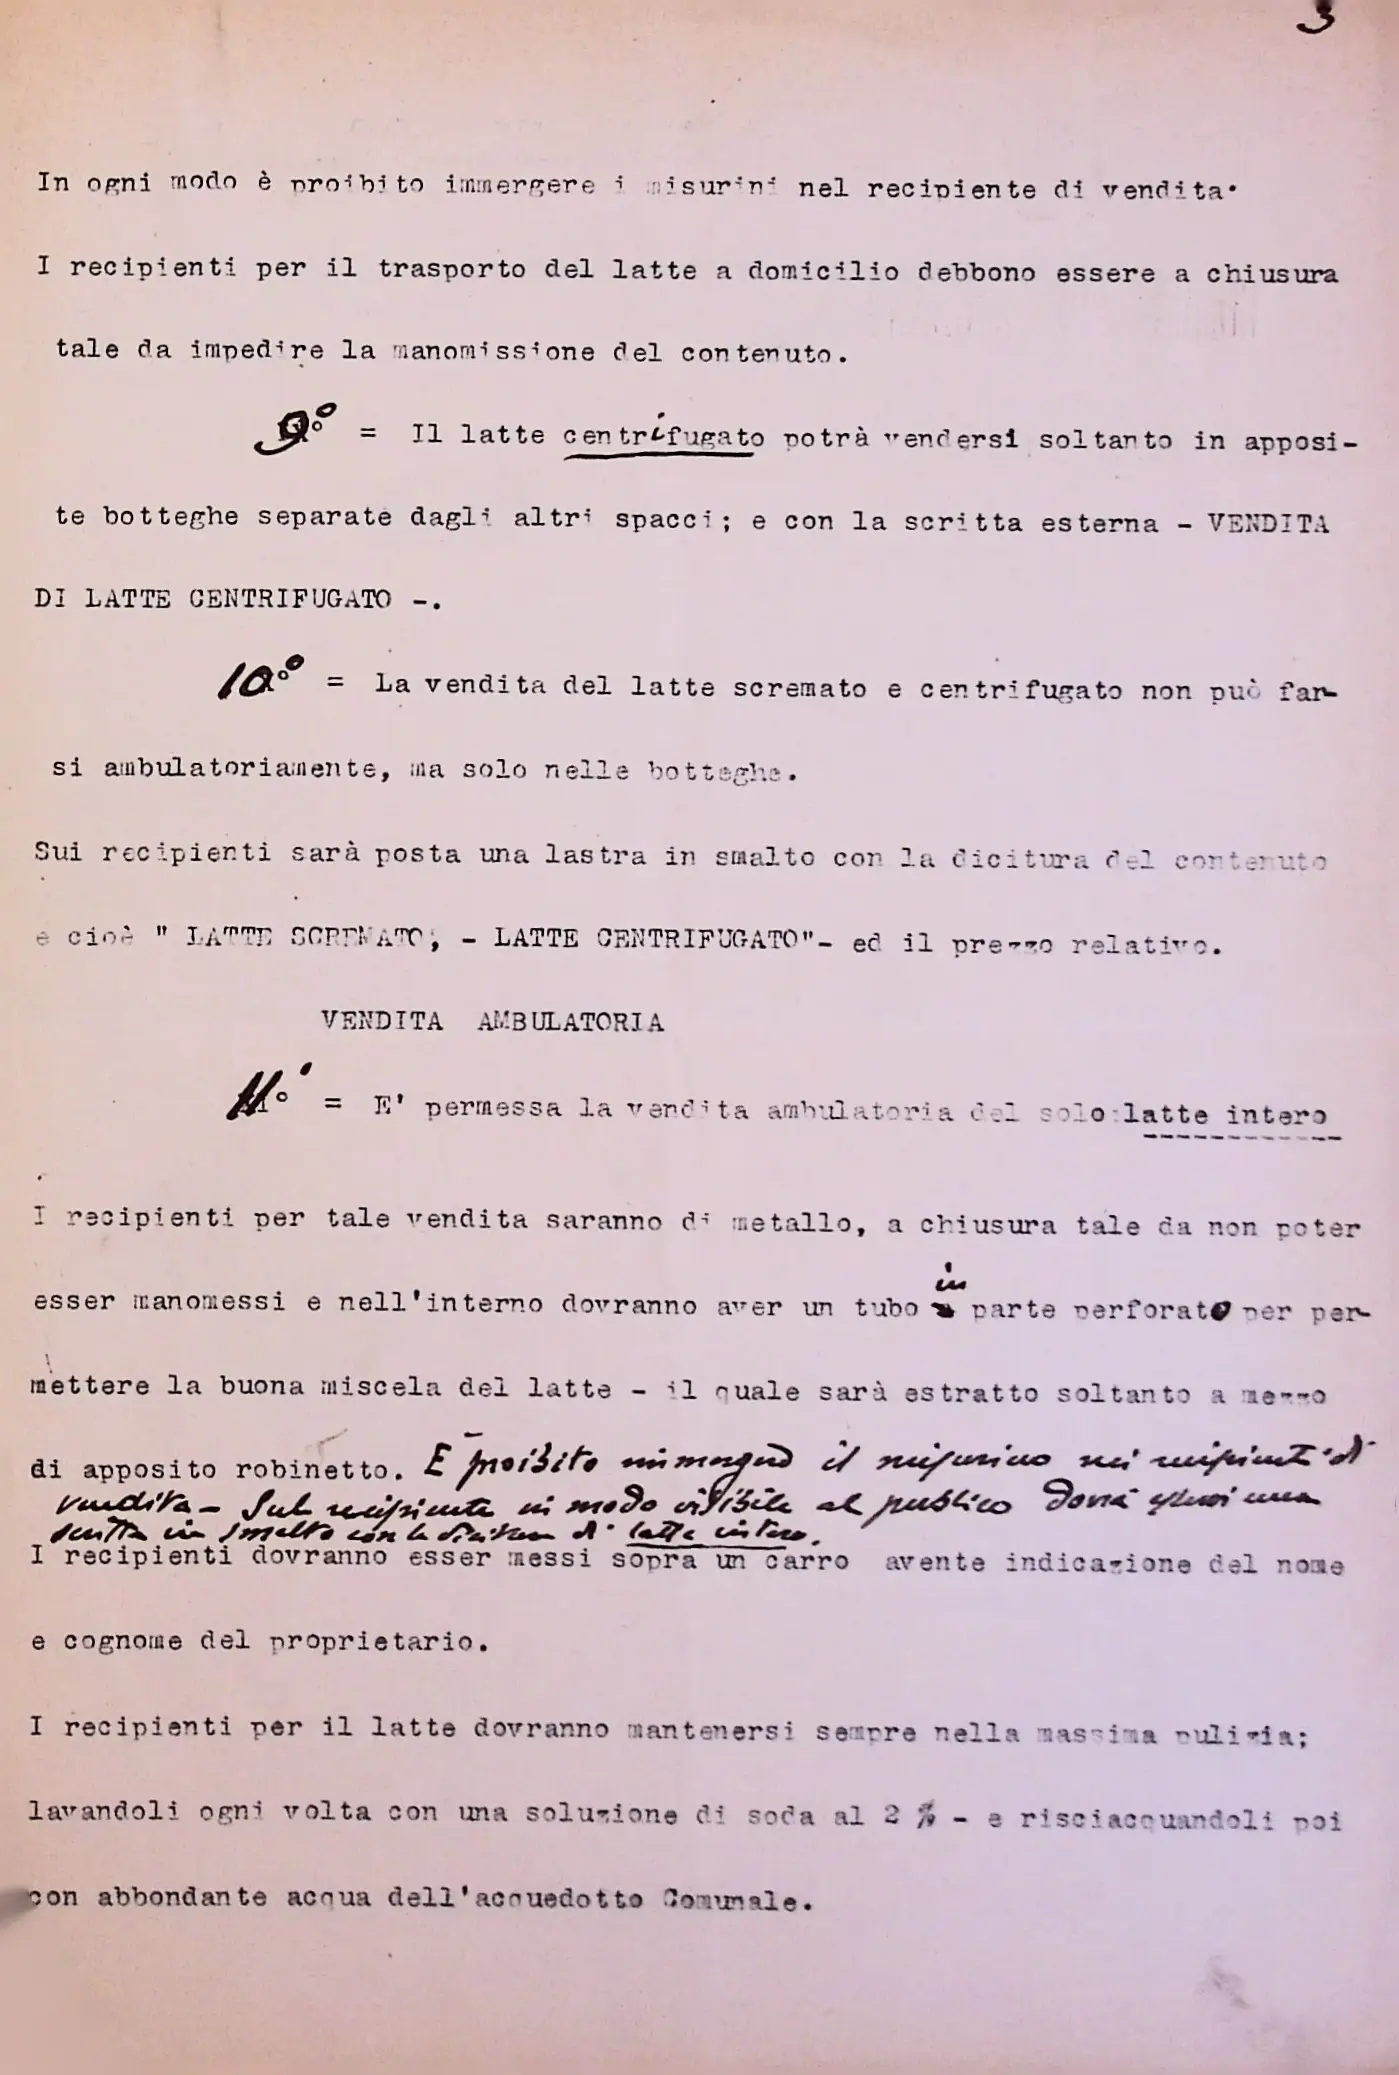 3
In ogni modo è proibito immergere i misurini nel recipiente di vendita.
I recipienti per il trasporto del latte a domicilio debbono essere a chiusura
tale da impedire la manomissione del contenuto.
9° = Il latte centrifugato potrà vendersi soltanto in apposi-
te botteghe separate dagli altri spacci; e con la scritta esterna - VENDITA
DI LATTE CENTRIFUGATO -.
10° = La vendita del latte scremato e centrifugato non può far-
si ambulatoriamente, ma solo nelle botteghe.
Sui recipienti sarà posta una lastra in smalto con la dicitura del contenuto
e cioè " LATTE SCREMATO, - LATTE CENTRIFUGATO"- ed il prezzo relativo.
VENDITA AMBULATORIA
11° = E' permessa la vendita ambulatoria del solo latte intero
I recipienti per tale vendita saranno di metallo, a chiusura tale da non poter
esser manomessi e nell'interno dovranno aver un tubo in parte perforato per per-
mettere la buona miscela del latte - il quale sarà estratto soltanto a mezzo
di apposito robinetto. E proibito immergere il misurino nei recipienti di
vendita - Sul recipiente in modo visibile al pubblico dovrà esservi una
scritta in smalto con la dicitura di latte intero.
I recipienti dovranno esser messi sopra un carro avente indicazione del nome
e cognome del proprietario.
I recipienti per il latte dovranno mantenersi sempre nella massima pulizia;
lavandoli ogni volta con una soluzione di soda al 2 % - e risciacquandoli poi
con abbondante acqua dell'acquedotto Comunale.